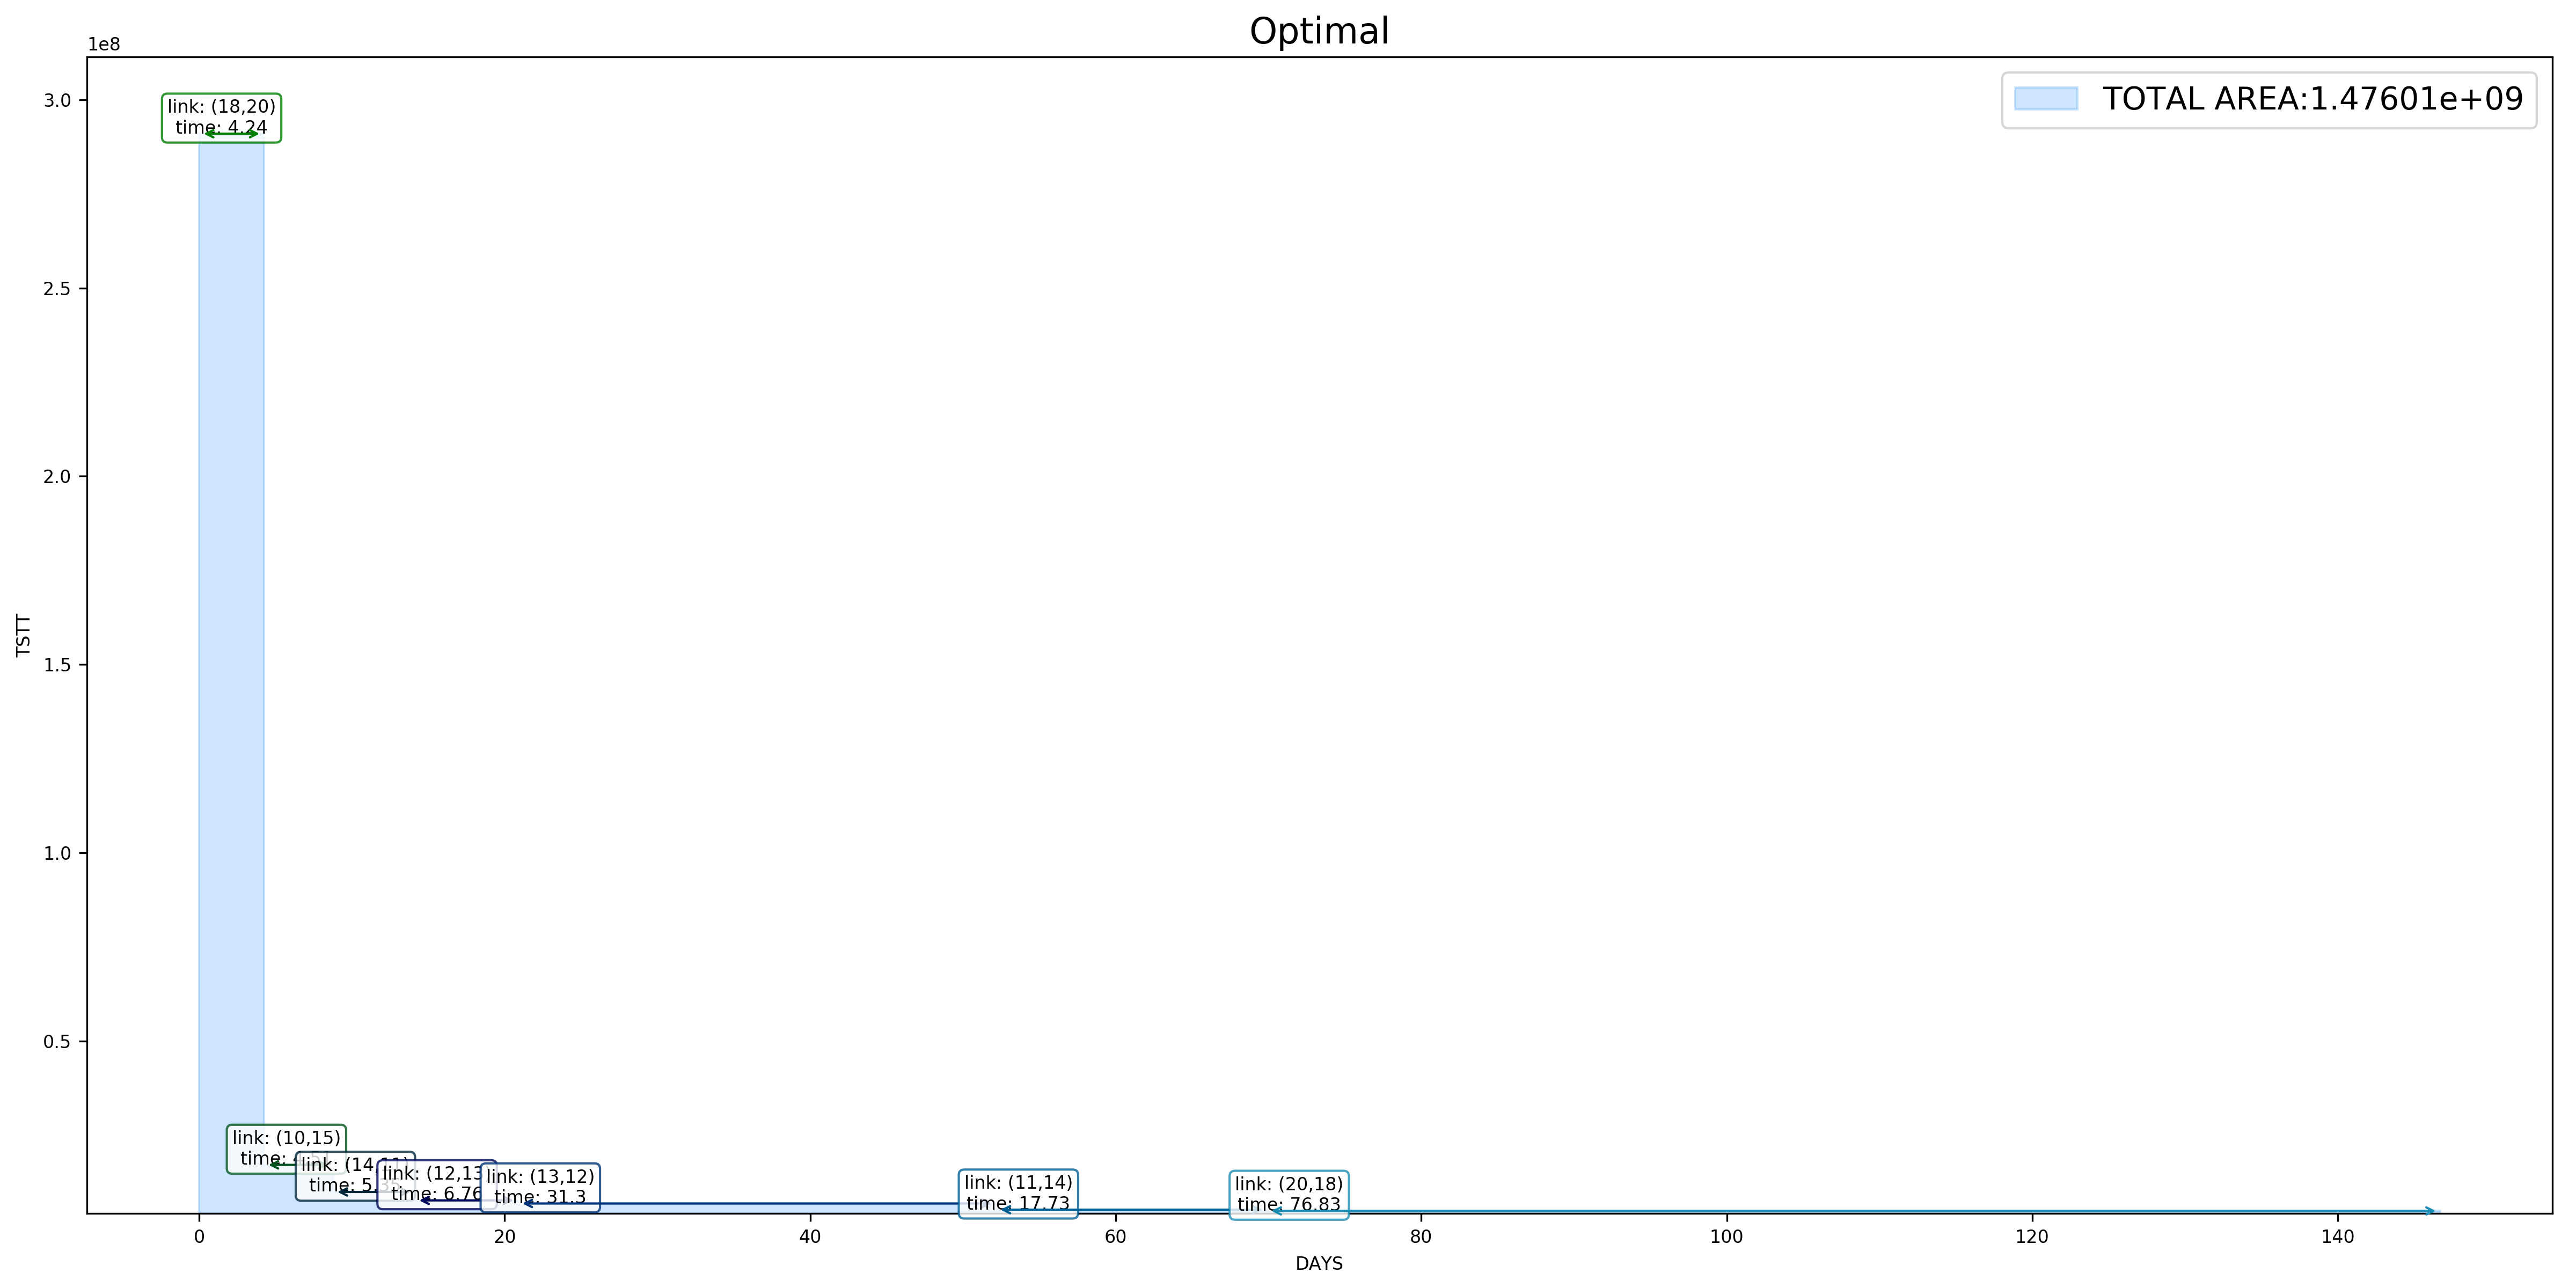 Optimal
1e8
TOTAL AREA:1.47601e+09
3.0
2.5
2.0
1.5
1.0
0.5
TSTT
link: (18,20)
time: 4.24
link: (10,15)
time:
link: (14,11)
time: 5.35
link: (12,13
time: 6.76
link: (13,12)
time: 31.3
link: (11,14)
time: 17.73
link: (20,18)
time: 76.83
0
20
40
60
80
100
120
140
DAYS